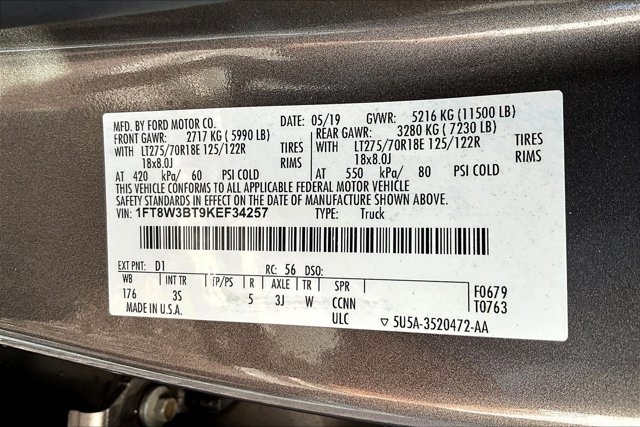 MFD. BY FORD MOTOR CO. DATE: 05/19 GVWR: 5216 KG (11500 LB)
FRONT GAWR: 2717 KG (5990 LB) REAR GAWR: 3280 KG (7230 LB)
WITH LT275/70R18E 125/122R TIRES WITH LT275/70R18E 125/122R TIRES
18x8.0J RIMS 18x8.0J RIMS
AT 420 kPa/ 60 PSI COLD AT 550 kPa/ 80 PSI COLD
THIS VEHICLE CONFORMS TO ALL APPLICABLE FEDERAL MOTOR VEHICLE
SAFETY STANDARDS IN EFFECT ON THE DATE OF MANUFACTURE SHOWN ABOVE.
VIN: 1FT8W3BT9KEF34257 TYPE: Truck
EXT PNT: D1 RC: 56 DSO:
WB INT TR TP/PS R AXLE TR SPR F0679
176 3S 5 3J W CCNN T0763
MADE IN U.S.A. ULC ▽ 5U5A-3520472-AA